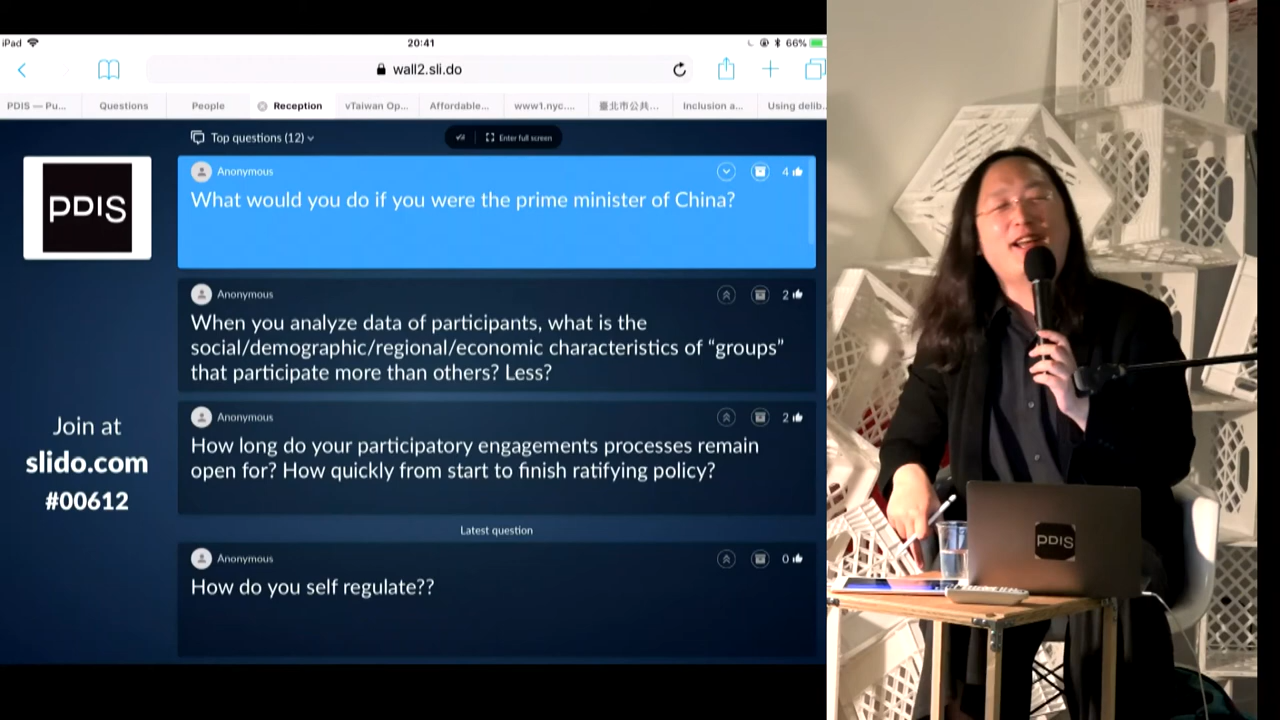 iPad
20:41
66%
wall2.sli.do
PDIS — Pu...
Questions
People
Reception
vTaiwan Op...
Affordable...
www1.nyc....
臺北市公共...
Inclusion a...
Using delib..
Top questions (12)
Enter full screen
PDIS
Anonymous
4
What would you do if you were the prime minister of China?
Anonymous
2
When you analyze data of participants, what is the
social/demographic/regional/economic characteristics of “groups”
that participate more than others? Less?
Anonymous
2
How long do your participatory engagements processes remain
open for? How quickly from start to finish ratifying policy?
Join at
slido.com
#00612
Latest question
Anonymous
0
How do you self regulate??
PDIS